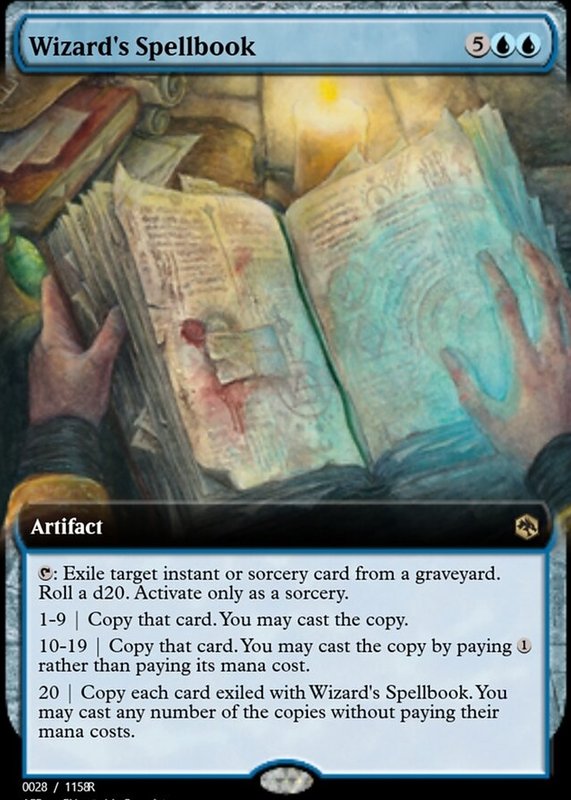 Wizard's Spellbook 5
Artifact
: Exile target instant or sorcery card from a graveyard.
Roll a d20. Activate only as a sorcery.
1-9 | Copy that card. You may cast the copy.
10-19 | Copy that card. You may cast the copy by paying 1
rather than paying its mana cost.
20 | Copy each card exiled with Wizard's Spellbook. You
may cast any number of the copies without paying their
mana costs.
0028 / 1158R